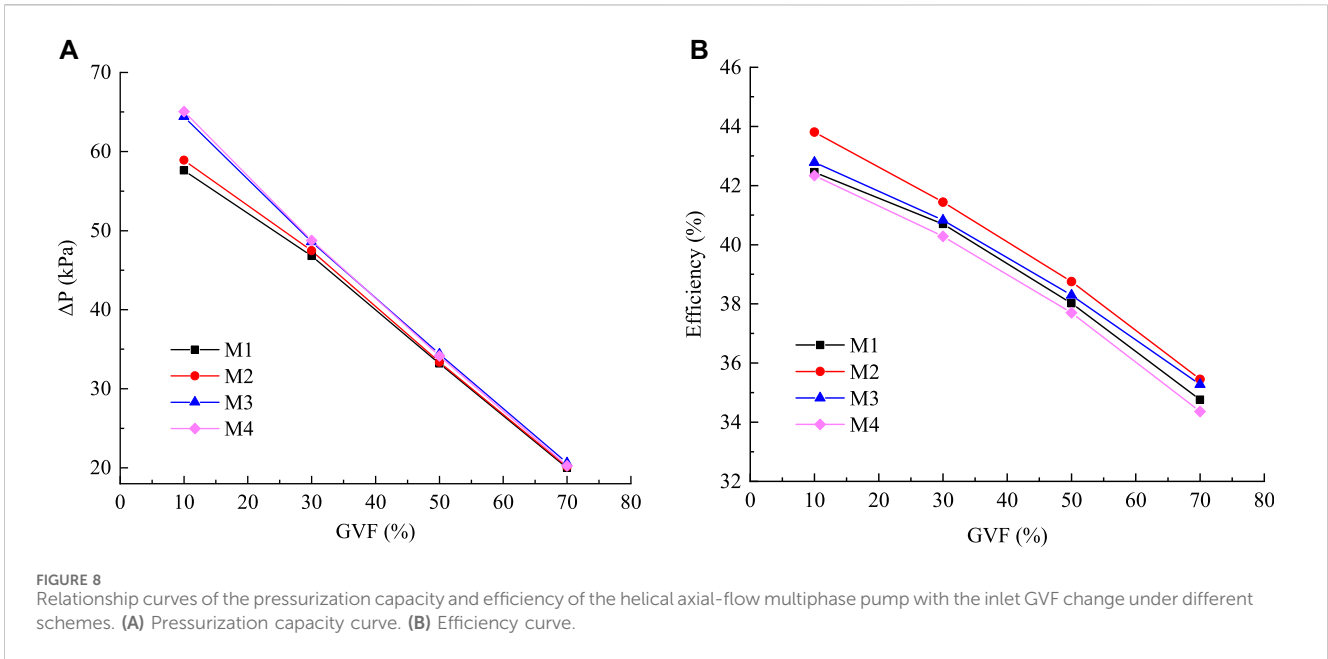 A
70
60
50
40
30
20
ΔP (kPa)
M1
M2
M3
M4
0 10 20 30 40 50 60 70 80
GVF (%)
B
46
44
42
40
38
36
34
32
Efficiency (%)
M1
M2
M3
M4
0 10 20 30 40 50 60 70 80
GVF (%)
FIGURE 8
Relationship curves of the pressurization capacity and efficiency of the helical axial-flow multiphase pump with the inlet GVF change under different
schemes. (A) Pressurization capacity curve. (B) Efficiency curve.